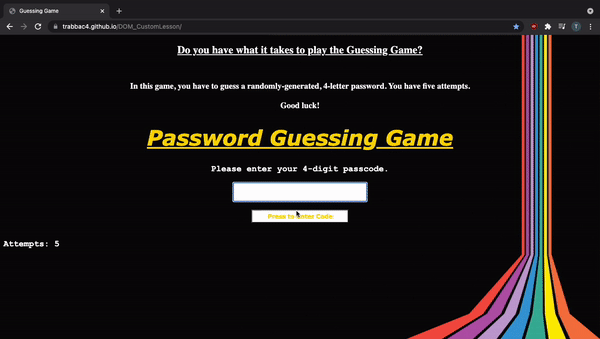 Guessing Game
trabbac4.github.io/DOM_CustomLesson/
T
Do you have what it takes to play the Guessing Game?
In this game, you have to guess a randomly-generated, 4-letter password. You have five attempts.
Good luck!
Password Guessing Game
Please enter your 4-digit passcode.
Press to Enter Code
Attempts: 5